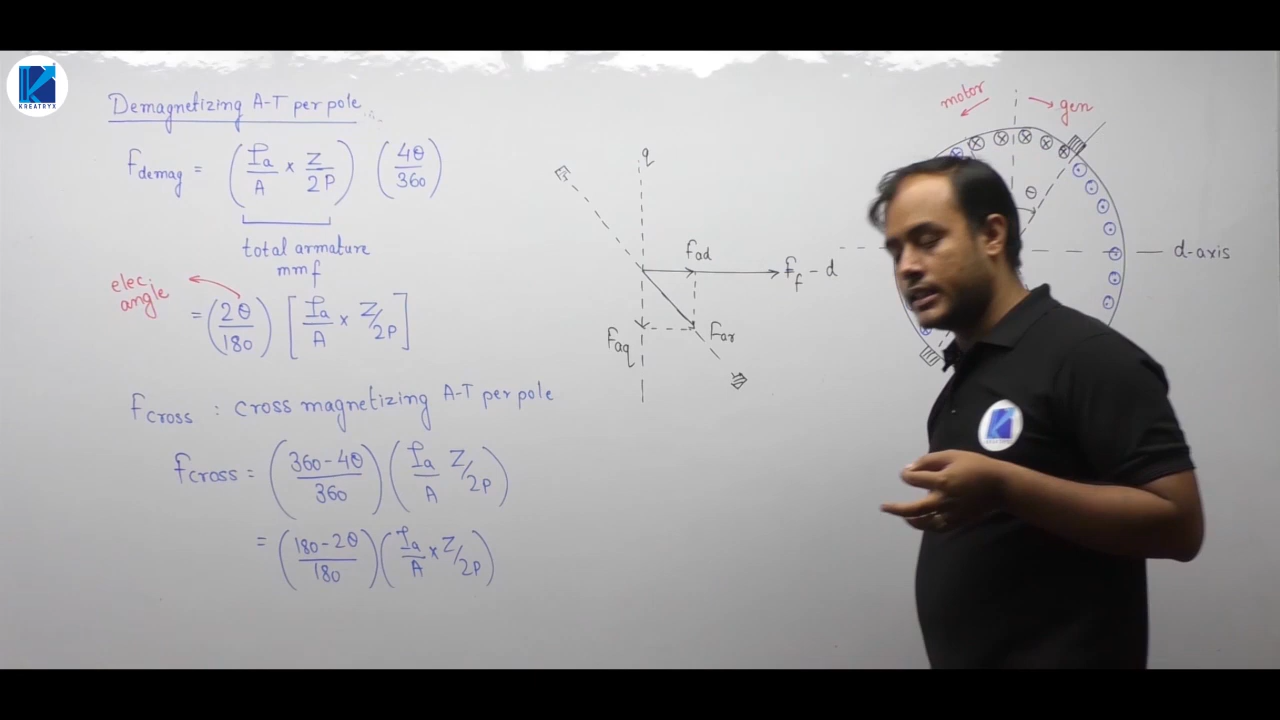 KREATRYX
Demagnetizing A-T per pole
F_demag = (I_a/A × Z/2P) (4θ/360)
total armature
mmf
elec.
angle
= (2θ/180) [I_a/A × Z/2P]
F_cross : cross magnetizing A-T per pole
F_cross = (360-4θ/360) (I_a/A Z/2P)
= (180-2θ/180) (I_a/A × Z/2P)
q
F_ad
F_f - d
F_aq
F_ar
motor
gen
θ
d-axis